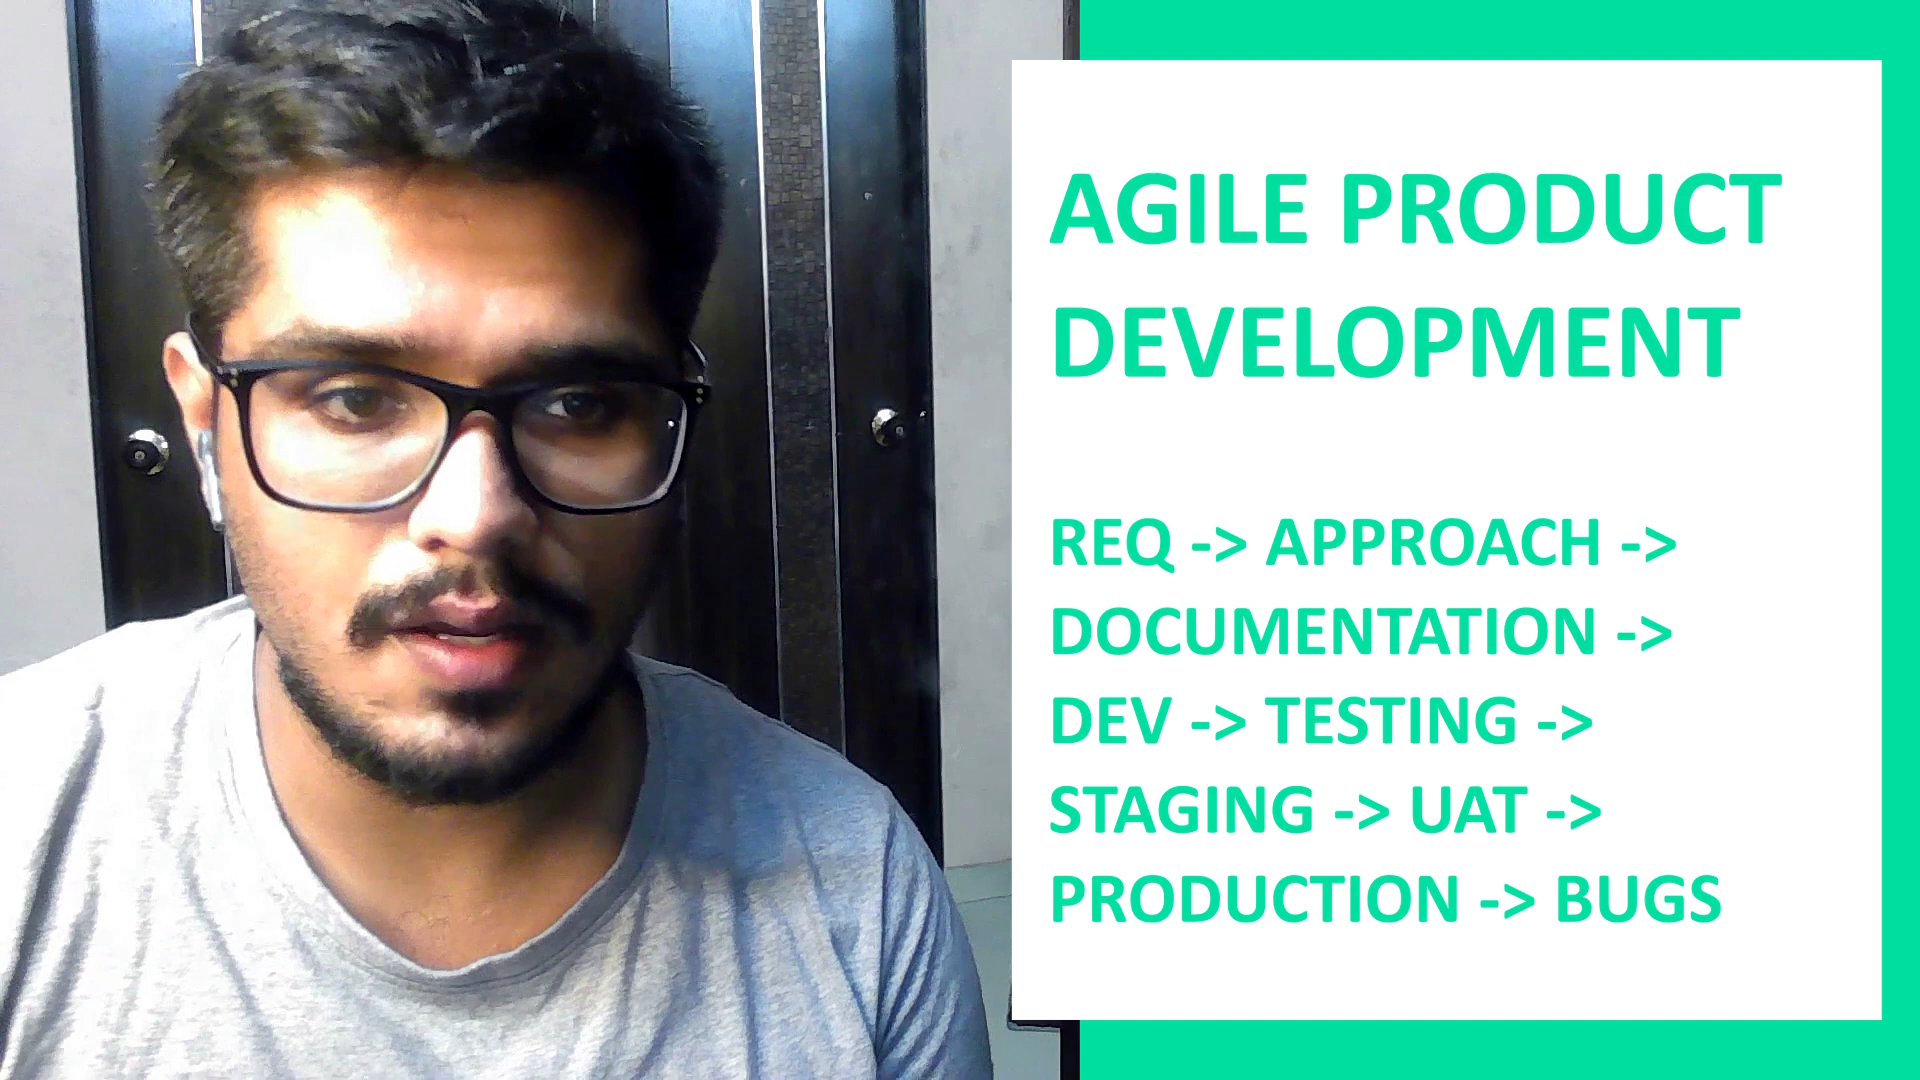 AGILE PRODUCT
DEVELOPMENT
REQ -> APPROACH ->
DOCUMENTATION ->
DEV -> TESTING ->
STAGING -> UAT ->
PRODUCTION -> BUGS